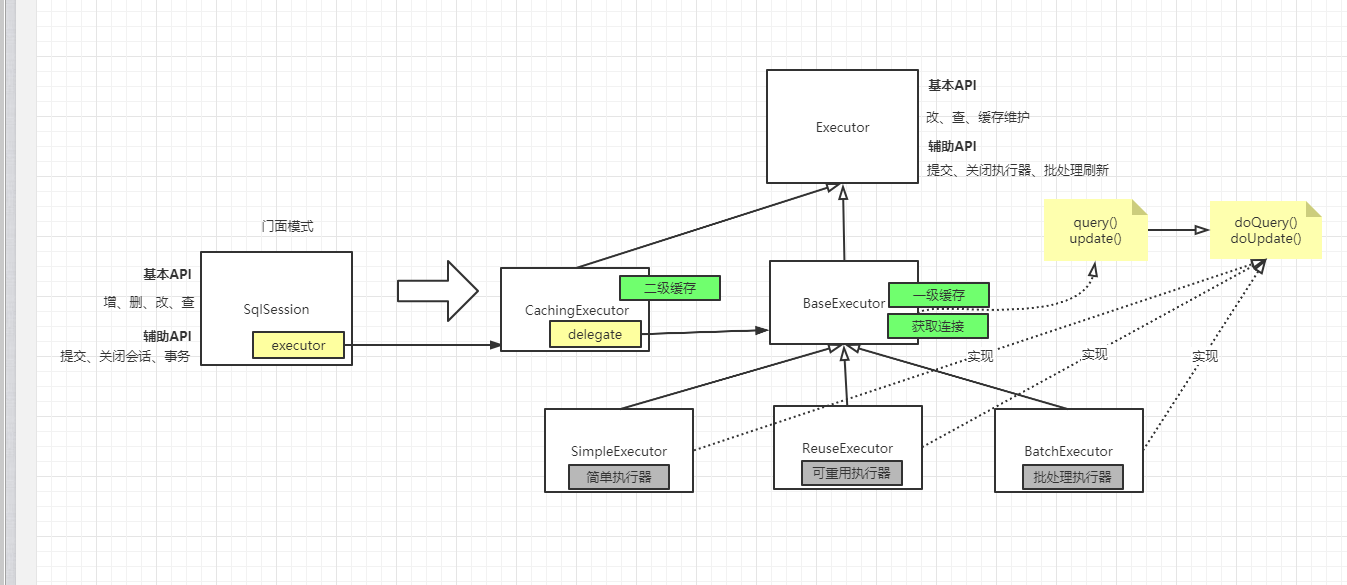 Executor
基本API
改、查、缓存维护
辅助API
提交、关闭执行器、批处理刷新
门面模式
基本API
增、删、改、查
辅助API
提交、关闭会话、事务
SqlSession
executor
CachingExecutor
二级缓存
delegate
BaseExecutor
一级缓存
获取连接
query()
update()
doQuery()
doUpdate()
实现
实现
实现
SimpleExecutor
简单执行器
ReuseExecutor
可重用执行器
BatchExecutor
批处理执行器